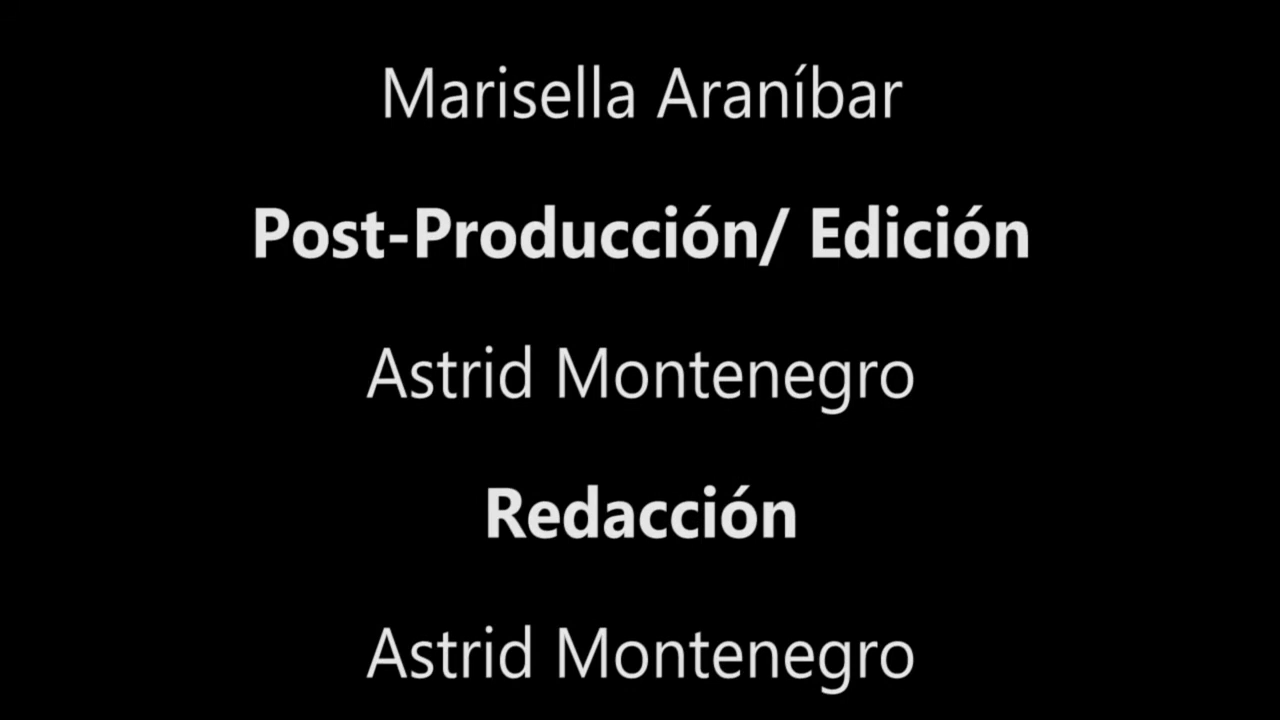 Marisella Araníbar
Post-Producción/ Edición
Astrid Montenegro
Redacción
Astrid Montenegro